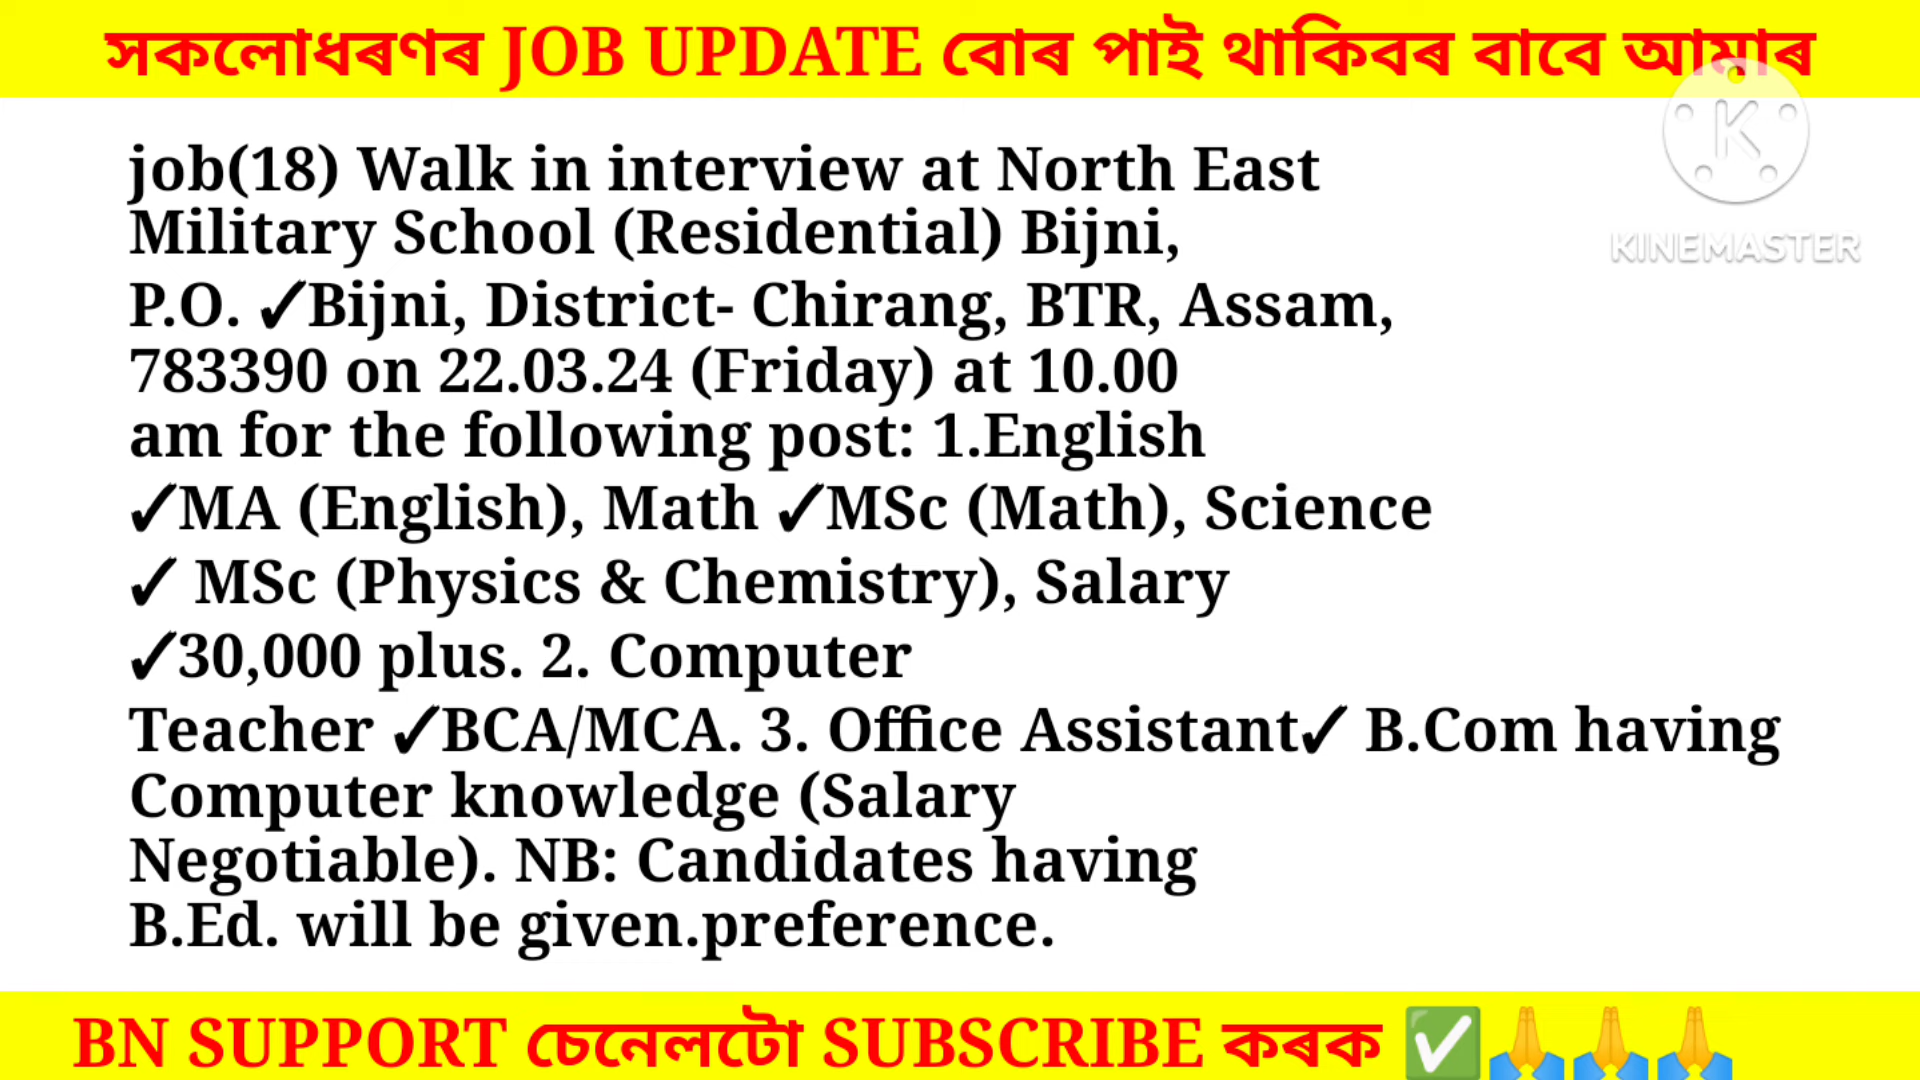 সকলোধৰণৰ JOB UPDATE বোৰ পাই থাকিবৰ বাবে আমাৰ
K
KINEMASTER
job(18) Walk in interview at North East
Military School (Residential) Bijni,
P.O. ✓Bijni, District- Chirang, BTR, Assam,
783390 on 22.03.24 (Friday) at 10.00
am for the following post: 1.English
✓MA (English), Math ✓MSc (Math), Science
✓ MSc (Physics & Chemistry), Salary
✓30,000 plus. 2. Computer
Teacher ✓BCA/MCA. 3. Office Assistant✓ B.Com having
Computer knowledge (Salary
Negotiable). NB: Candidates having
B.Ed. will be given.preference.
BN SUPPORT চেনেলটো SUBSCRIBE কৰক ✅🙏🙏🙏